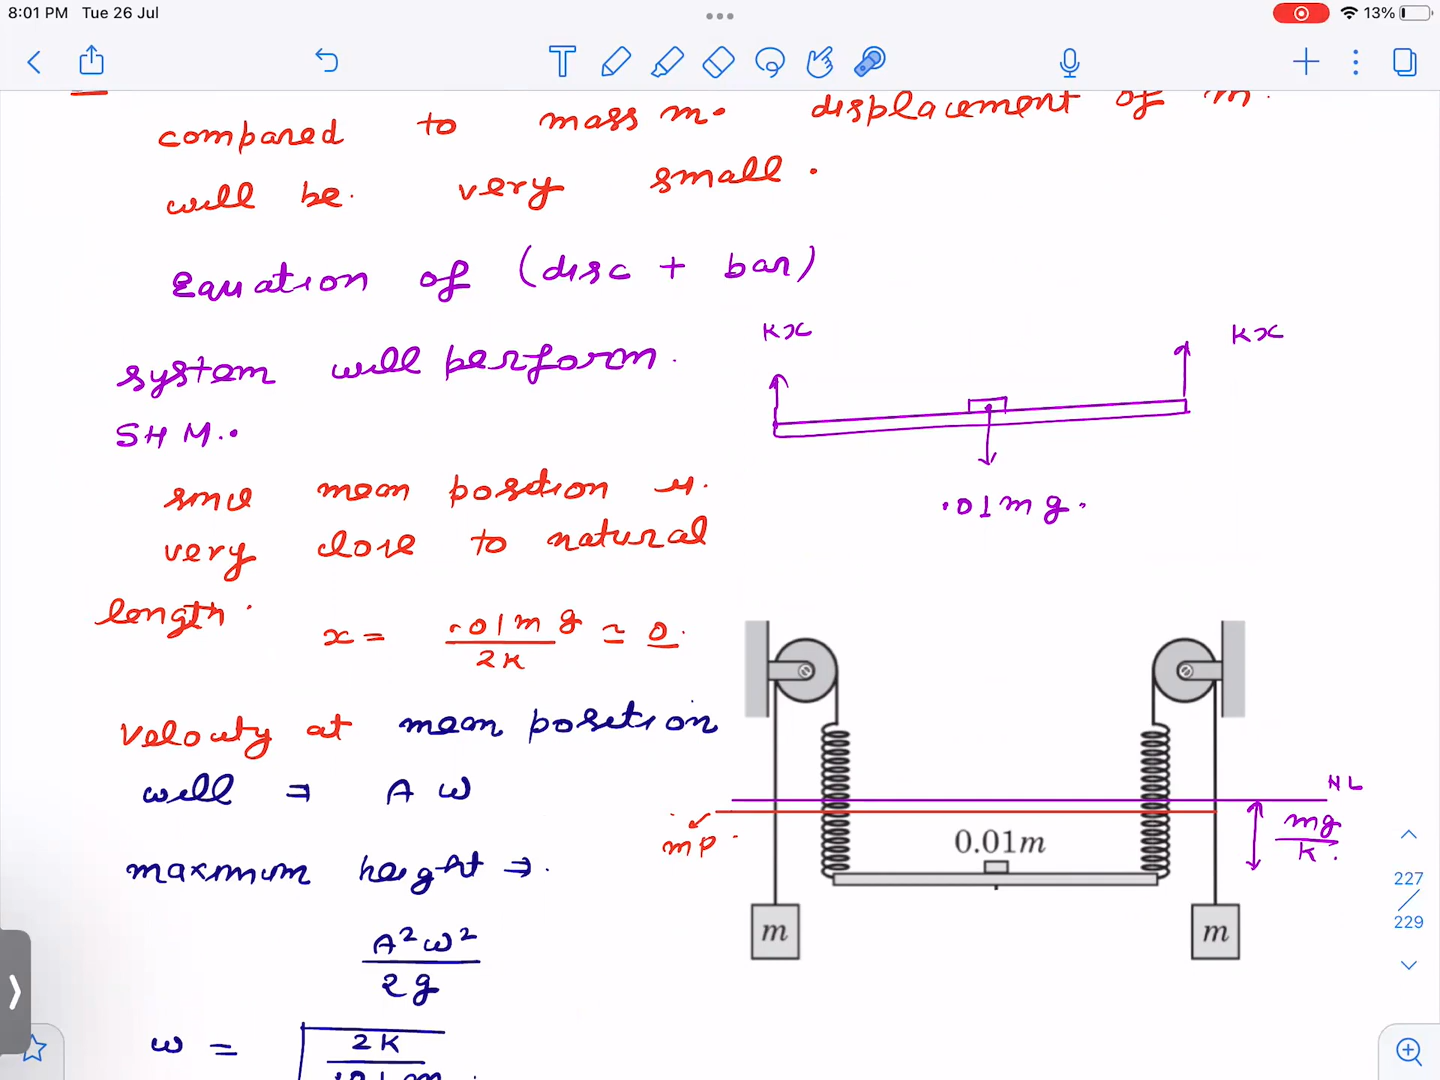 8:01 PM Tue 26 Jul
13%
compared to mass m. displacement of m.
will be. very small.
Equation of (disc + bar)
system will perform.
SHM..
kx
kx
.01mg.
since mean position is.
very close to natural
length.
x = .01mg / 2k ≃ 0.
velocity at mean position
will ⇒ Aω
maximum height ⇒.
A²ω² / 2g
ω = √ 2k / .01m
NL
mg / k.
mp
0.01m
m
m
227
229